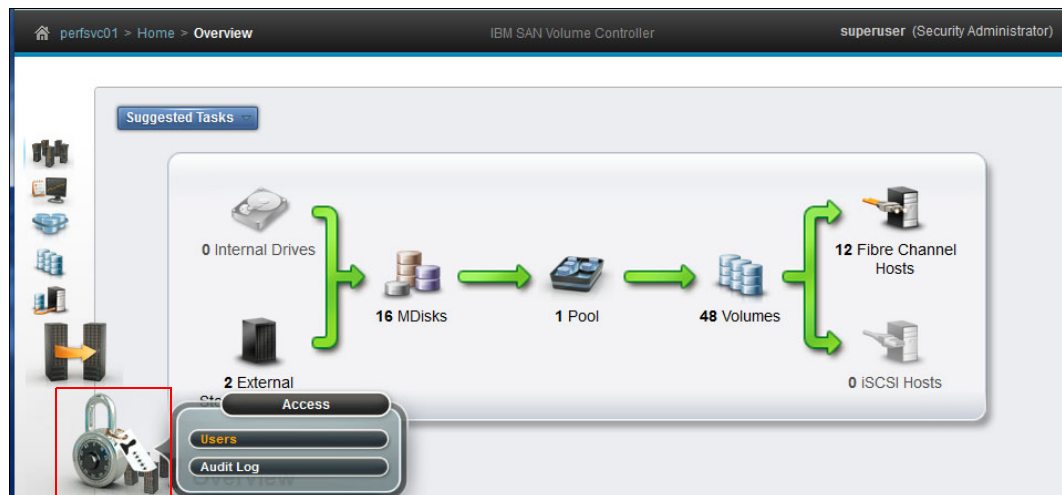 perfsvc01 > Home > Overview
IBM SAN Volume Controller
superuser (Security Administrator)
Suggested Tasks
0 Internal Drives
12 Fibre Channel
Hosts
16 MDisks
1 Pool
48 Volumes
2 External
0 iSCSI Hosts
Access
Users
Audit Log
Overview